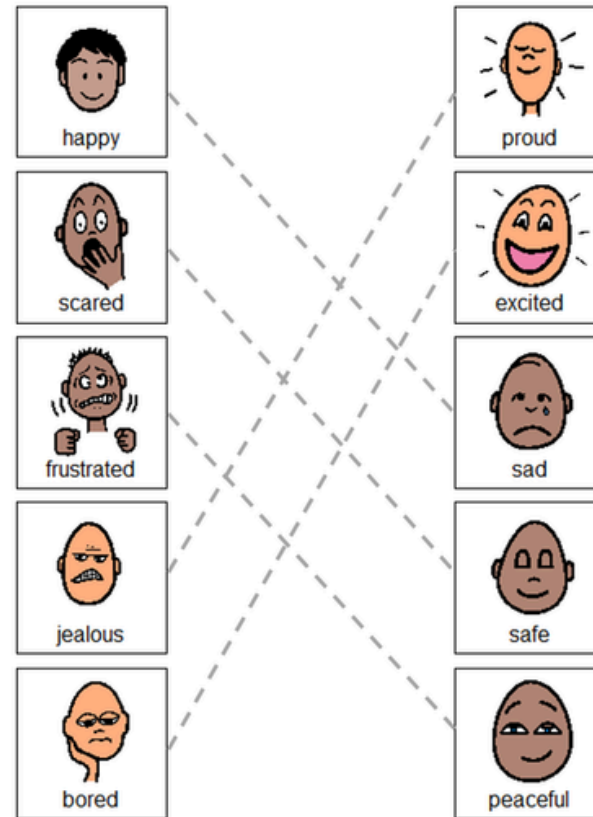 happy
proud
scared
excited
frustrated
sad
jealous
safe
bored
peaceful